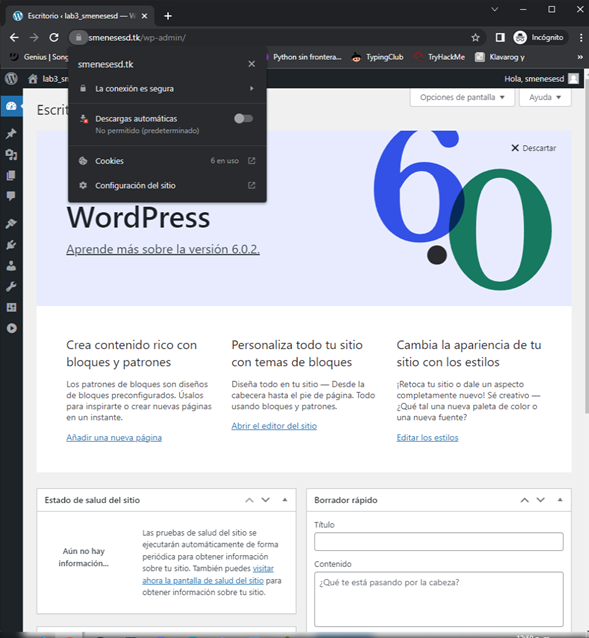 Escritorio ‹ lab3_smenesesd — W
smenesesd.tk/wp-admin/
Incógnito
Genius | Song
Python sin frontera...
TypingClub
TryHackMe
Klavarog y
»
smenesesd.tk
La conexión es segura
Descargas automáticas
No permitido (predeterminado)
Cookies
6 en uso
Configuración del sitio
lab3_sm
Hola, smenesesd
Escri
Opciones de pantalla
Ayuda
Descartar
WordPress
Aprende más sobre la versión 6.0.2.
6.0
Crea contenido rico con
bloques y patrones
Los patrones de bloques son diseños
de bloques preconfigurados. Úsalos
para inspirarte o crear nuevas páginas
en un instante.
Añadir una nueva página
Personaliza todo tu sitio
con temas de bloques
Diseña todo en tu sitio — Desde la
cabecera hasta el pie de página. Todo
usando bloques y patrones.
Abrir el editor del sitio
Cambia la apariencia de tu
sitio con los estilos
¡Retoca tu sitio o dale un aspecto
completamente nuevo! Sé creativo —
¿Qué tal una nueva paleta de color o
una nueva fuente?
Editar los estilos
Estado de salud del sitio
Aún no hay
información...
Las pruebas de salud del sitio se
ejecutarán automáticamente de forma
periódica para obtener información
sobre tu sitio. También puedes visitar
ahora la pantalla de salud del sitio para
obtener información sobre tu sitio.
Borrador rápido
Título
Contenido
¿Qué te está pasando por la cabeza?